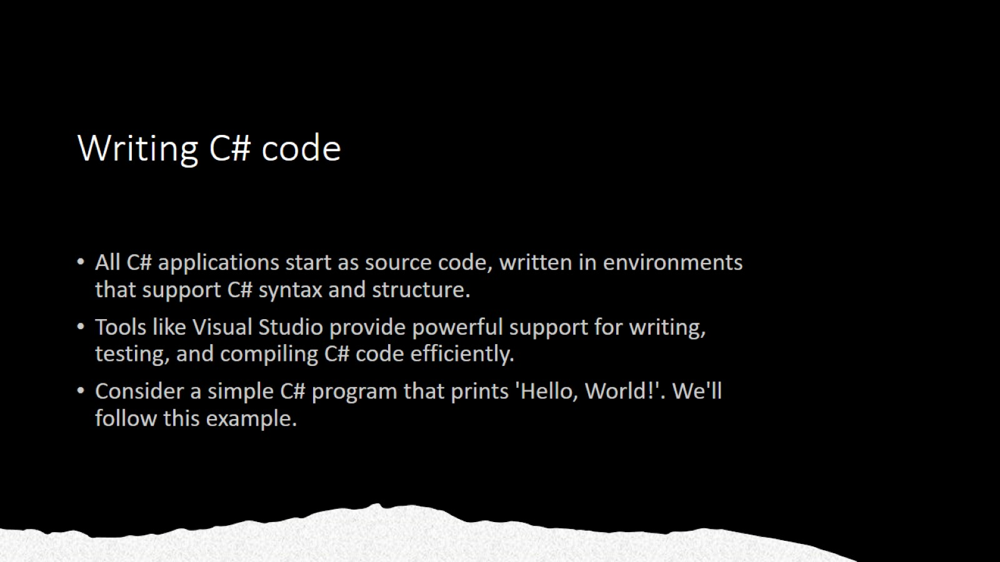 Writing C# code
• All C# applications start as source code, written in environments
that support C# syntax and structure.
• Tools like Visual Studio provide powerful support for writing,
testing, and compiling C# code efficiently.
• Consider a simple C# program that prints 'Hello, World!'. We'll
follow this example.